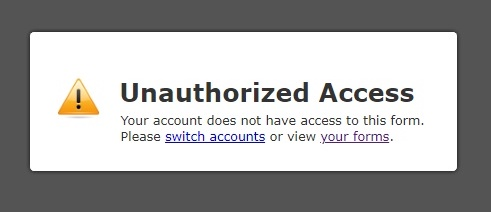 Unauthorized Access
Your account does not have access to this form.
Please switch accounts or view your forms.